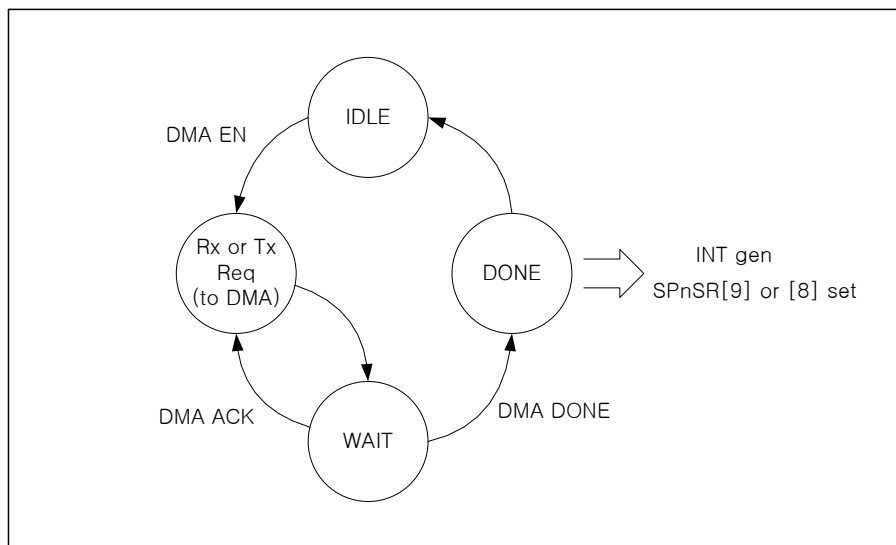 IDLE
DMA EN
Rx or Tx
Req
(to DMA)
DONE
INT gen
SPnSR[9] or [8] set
DMA ACK
DMA DONE
WAIT